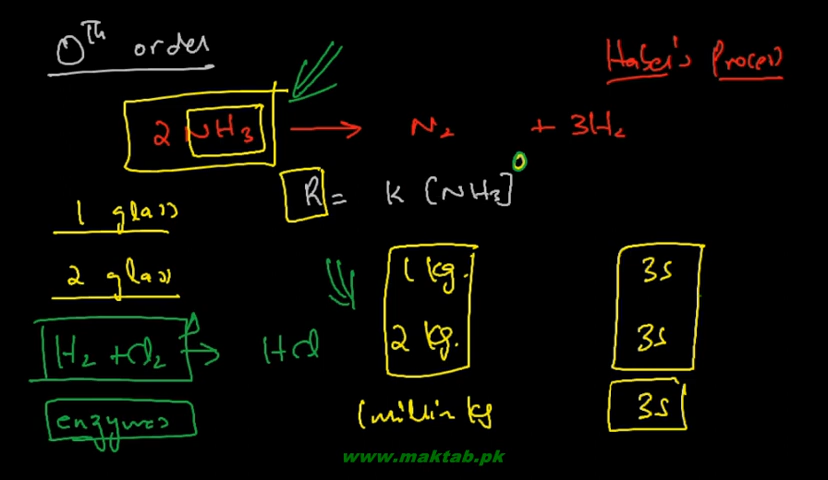 0Th order
Haber's Process
2 NH3 → N2 + 3H2
R = K [NH3]0
1 glass
2 glass
1 kg. 3s
2 kg. 3s
H2 + Cl2 → HCl
enzymes
1 million kg 3s
www.maktab.pk